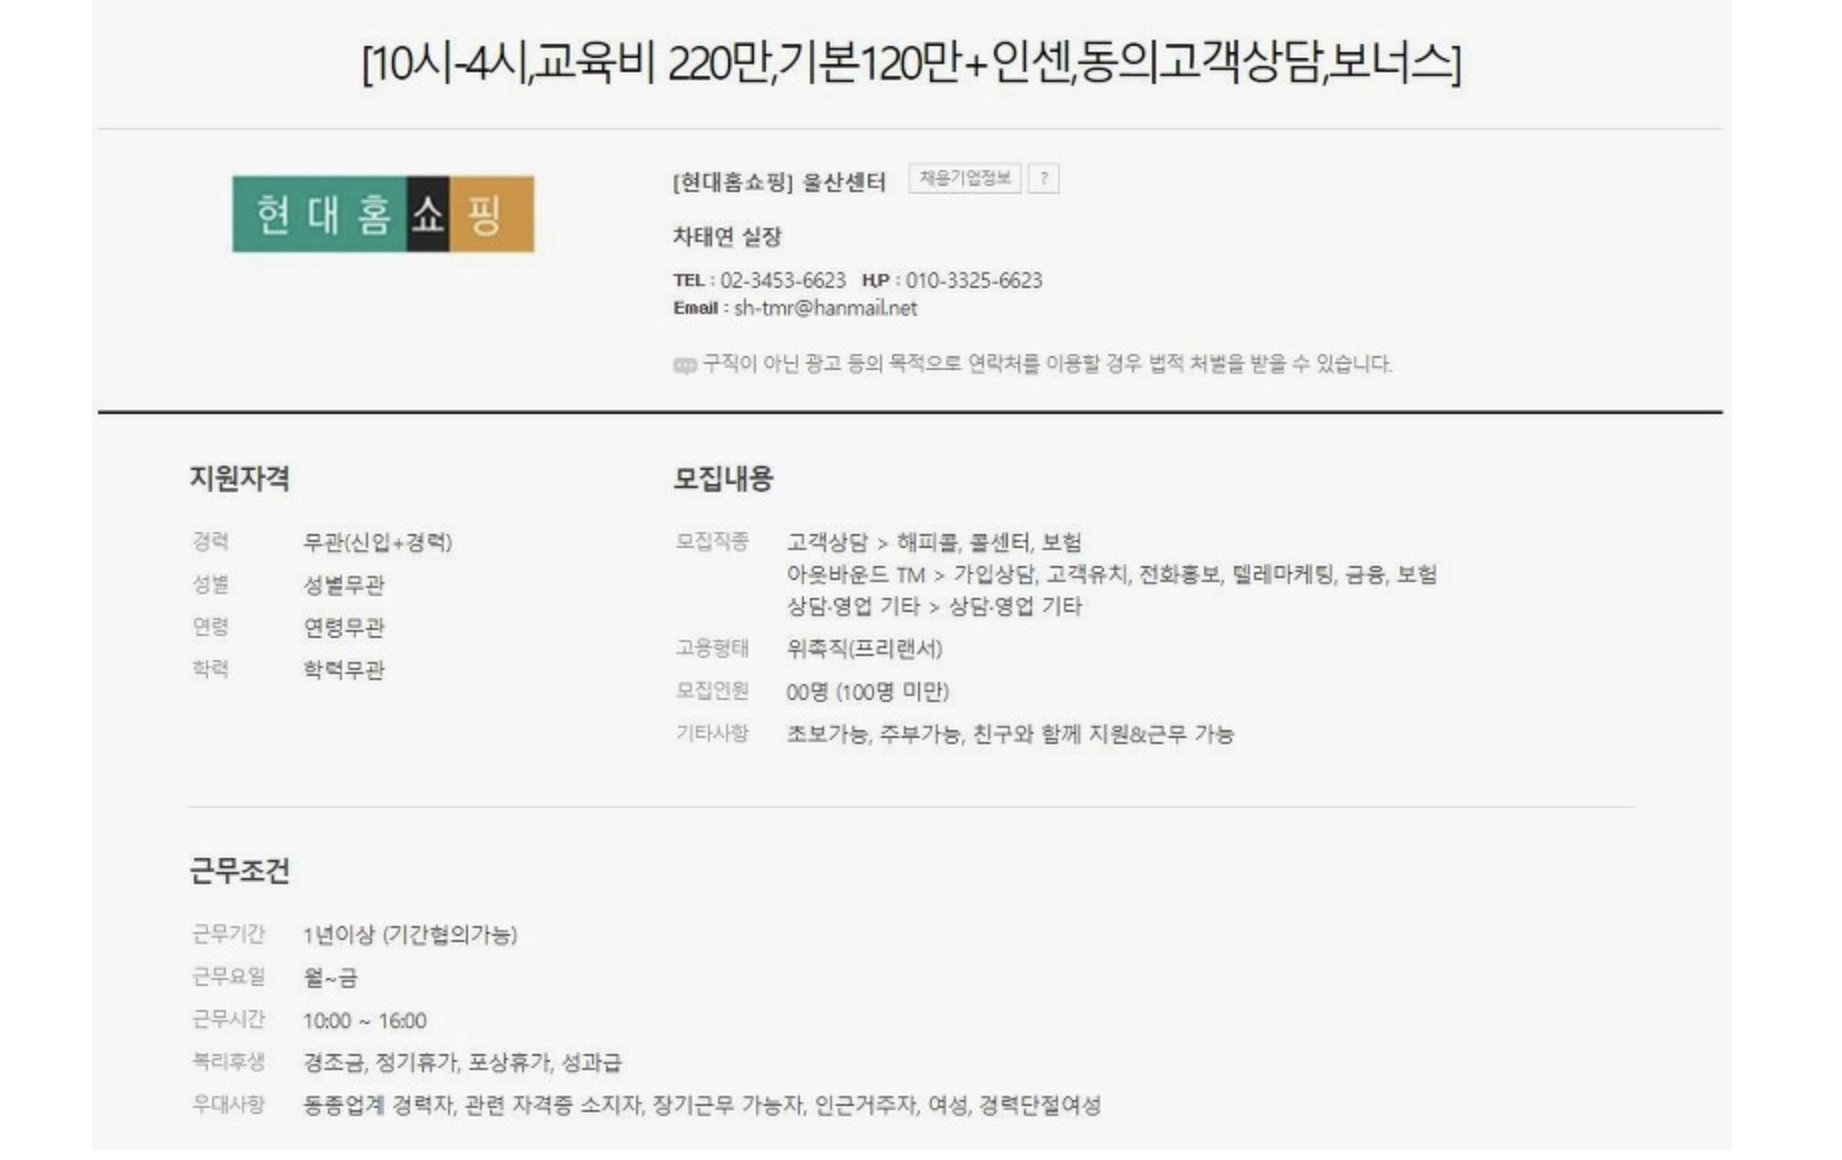 [10시-4시,교육비 220만,기본120만+인센,동의고객상담,보너스]
현대홈쇼핑
[현대홈쇼핑] 울산센터 채용기업정보 ?
차태연 실장
TEL : 02-3453-6623 H.P : 010-3325-6623
Email : sh-tmr@hanmail.net
구직이 아닌 광고 등의 목적으로 연락처를 이용할 경우 법적 처벌을 받을 수 있습니다.
지원자격
경력 무관(신입+경력)
성별 성별무관
연령 연령무관
학력 학력무관
모집내용
모집직종 고객상담 > 해피콜, 콜센터, 보험
아웃바운드 TM > 가입상담, 고객유치, 전화홍보, 텔레마케팅, 금융, 보험
상담·영업 기타 > 상담·영업 기타
고용형태 위촉직(프리랜서)
모집인원 00명 (100명 미만)
기타사항 초보가능, 주부가능, 친구와 함께 지원&근무 가능
근무조건
근무기간 1년이상 (기간협의가능)
근무요일 월~금
근무시간 10:00 ~ 16:00
복리후생 경조금, 정기휴가, 포상휴가, 성과급
우대사항 동종업계 경력자, 관련 자격증 소지자, 장기근무 가능자, 인근거주자, 여성, 경력단절여성